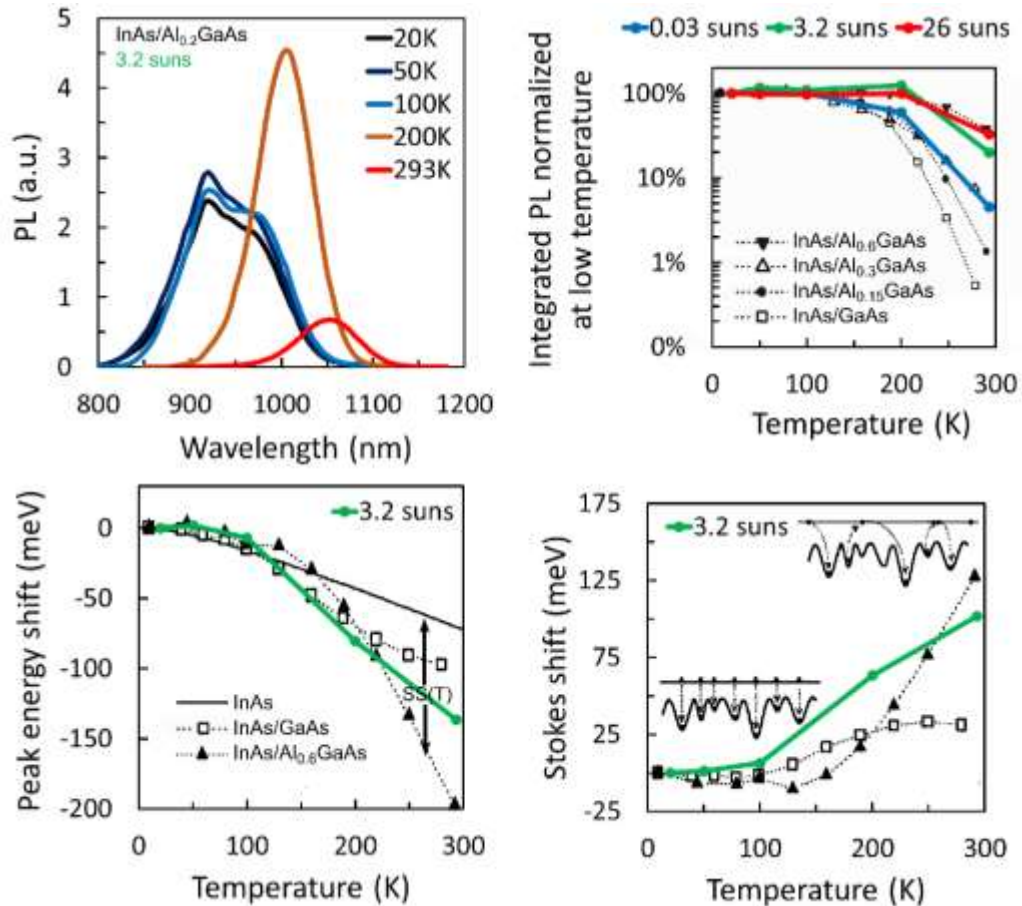 InAs/Al0.2GaAs
3.2 suns
20K
50K
100K
200K
293K
PL (a.u.)
5
4
3
2
1
0
800 900 1000 1100 1200
Wavelength (nm)
0.03 suns 3.2 suns 26 suns
Integrated PL normalized
at low temperature
100%
10%
1%
0%
InAs/Al0.6GaAs
InAs/Al0.3GaAs
InAs/Al0.15GaAs
InAs/GaAs
0 100 200 300
Temperature (K)
Peak energy shift (meV)
0
-50
-100
-150
-200
3.2 suns
SS(T)
InAs
InAs/GaAs
InAs/Al0.6GaAs
0 100 200 300
Temperature (K)
Stokes shift (meV)
175
125
75
25
-25
3.2 suns
0 100 200 300
Temperature (K)